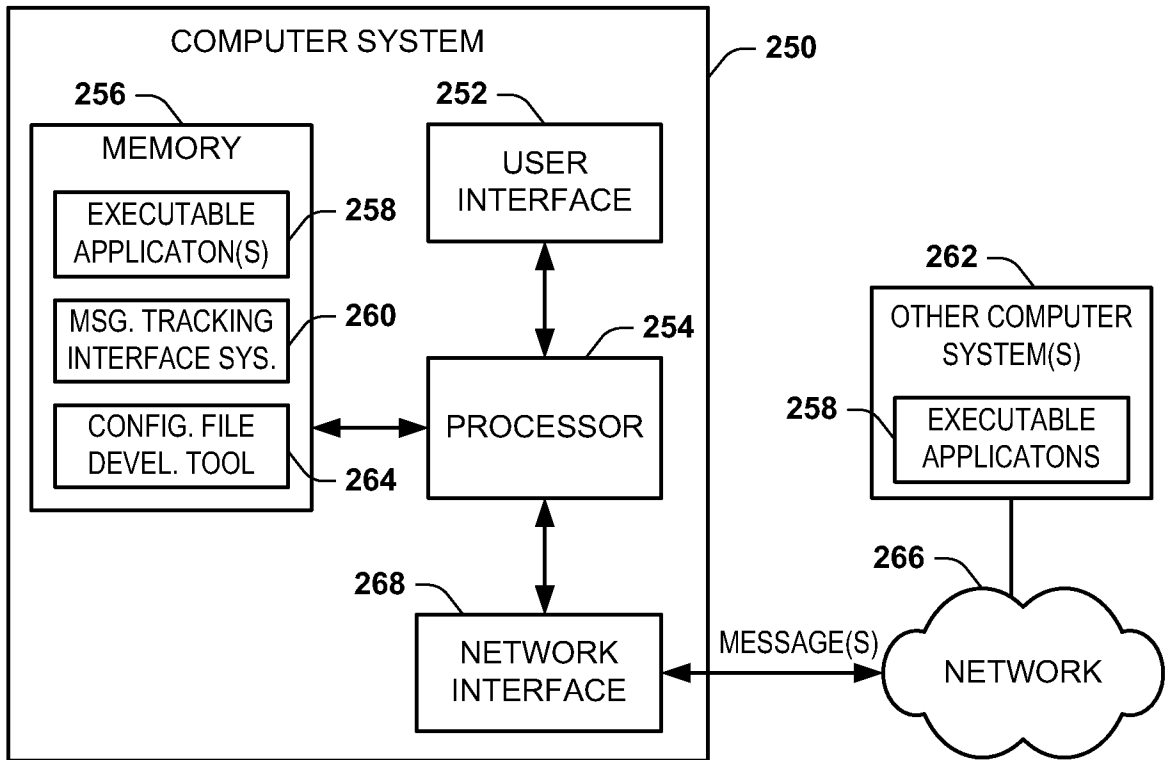 COMPUTER SYSTEM
250
256
MEMORY
EXECUTABLE
APPLICATON(S)
258
MSG. TRACKING
INTERFACE SYS.
260
CONFIG. FILE
DEVEL. TOOL
264
252
USER
INTERFACE
254
PROCESSOR
268
NETWORK
INTERFACE
MESSAGE(S)
262
OTHER COMPUTER
SYSTEM(S)
258
EXECUTABLE
APPLICATONS
266
NETWORK